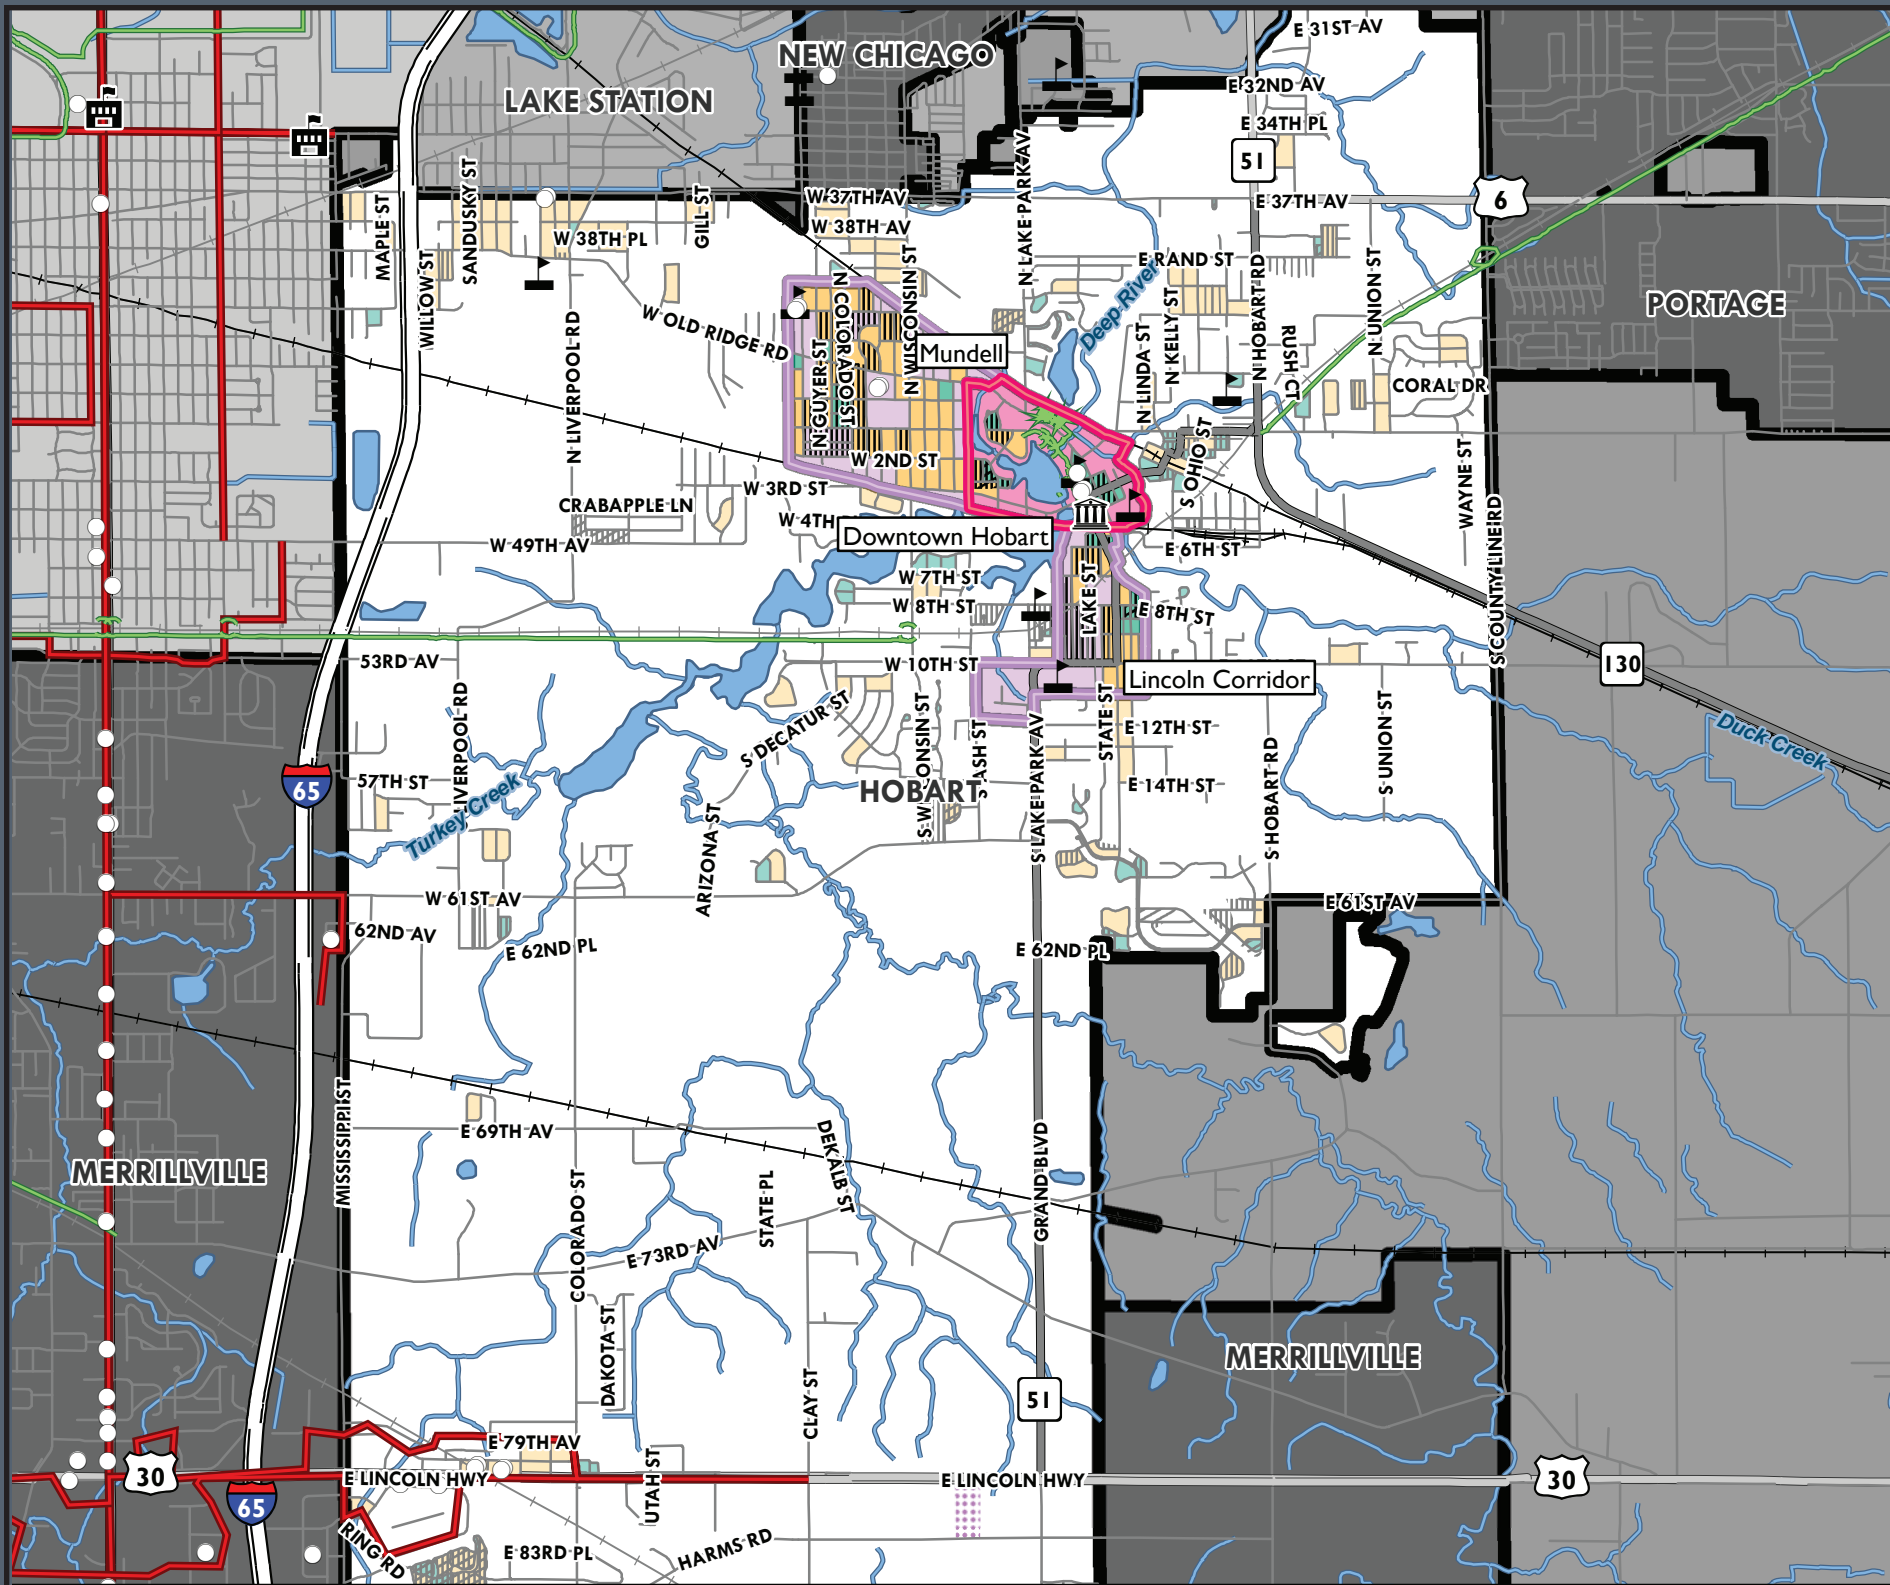 E 31ST AV
NEW CHICAGO
E 32ND AV
LAKE STATION
E 34TH PL
51
N LAKE PARK AV
W 37TH AV
E 37TH AV
6
MAPLE ST
SANDUSKY ST
GILL ST
W 38TH AV
W 38TH PL
WILLOW ST
E RAND ST
N COLORADO ST
N WISCONSIN ST
Deep River
N KELLY ST
N HOBART RD
N UNION ST
PORTAGE
W OLD RIDGE RD
N LIVERPOOL RD
N GUYER ST
Mundell
N LINDA ST
RUSH CT
CORAL DR
W 2ND ST
S OHIO ST
WAYNE ST
W 3RD ST
CRABAPPLE LN
W 4TH
Downtown Hobart
W 49TH AV
E 6TH ST
S COUNTY LINE RD
W 7TH ST
LAKE ST
W 8TH ST
E 8TH ST
53RD AV
W 10TH ST
130
Lincoln Corridor
LIVERPOOL RD
S DECATUR ST
S WISCONSIN ST
S ASH ST
S LAKE PARK AV
STATE ST
E 12TH ST
S HOBART RD
S UNION ST
Duck Creek
65
57TH ST
Turkey Creek
HOBART
E 14TH ST
ARIZONA ST
W 61ST AV
E 61ST AV
62ND AV
E 62ND PL
E 62ND PL
MISSISSIPPI ST
E 69TH AV
DEKALB ST
GRAND BLVD
MERRILLVILLE
COLORADO ST
STATE PL
E 73RD AV
DAKOTA ST
MERRILLVILLE
CLAY ST
51
E 79TH AV
30
E LINCOLN HWY
E LINCOLN HWY
30
65
UTAH ST
RING RD
E 83RD PL
HARMS RD